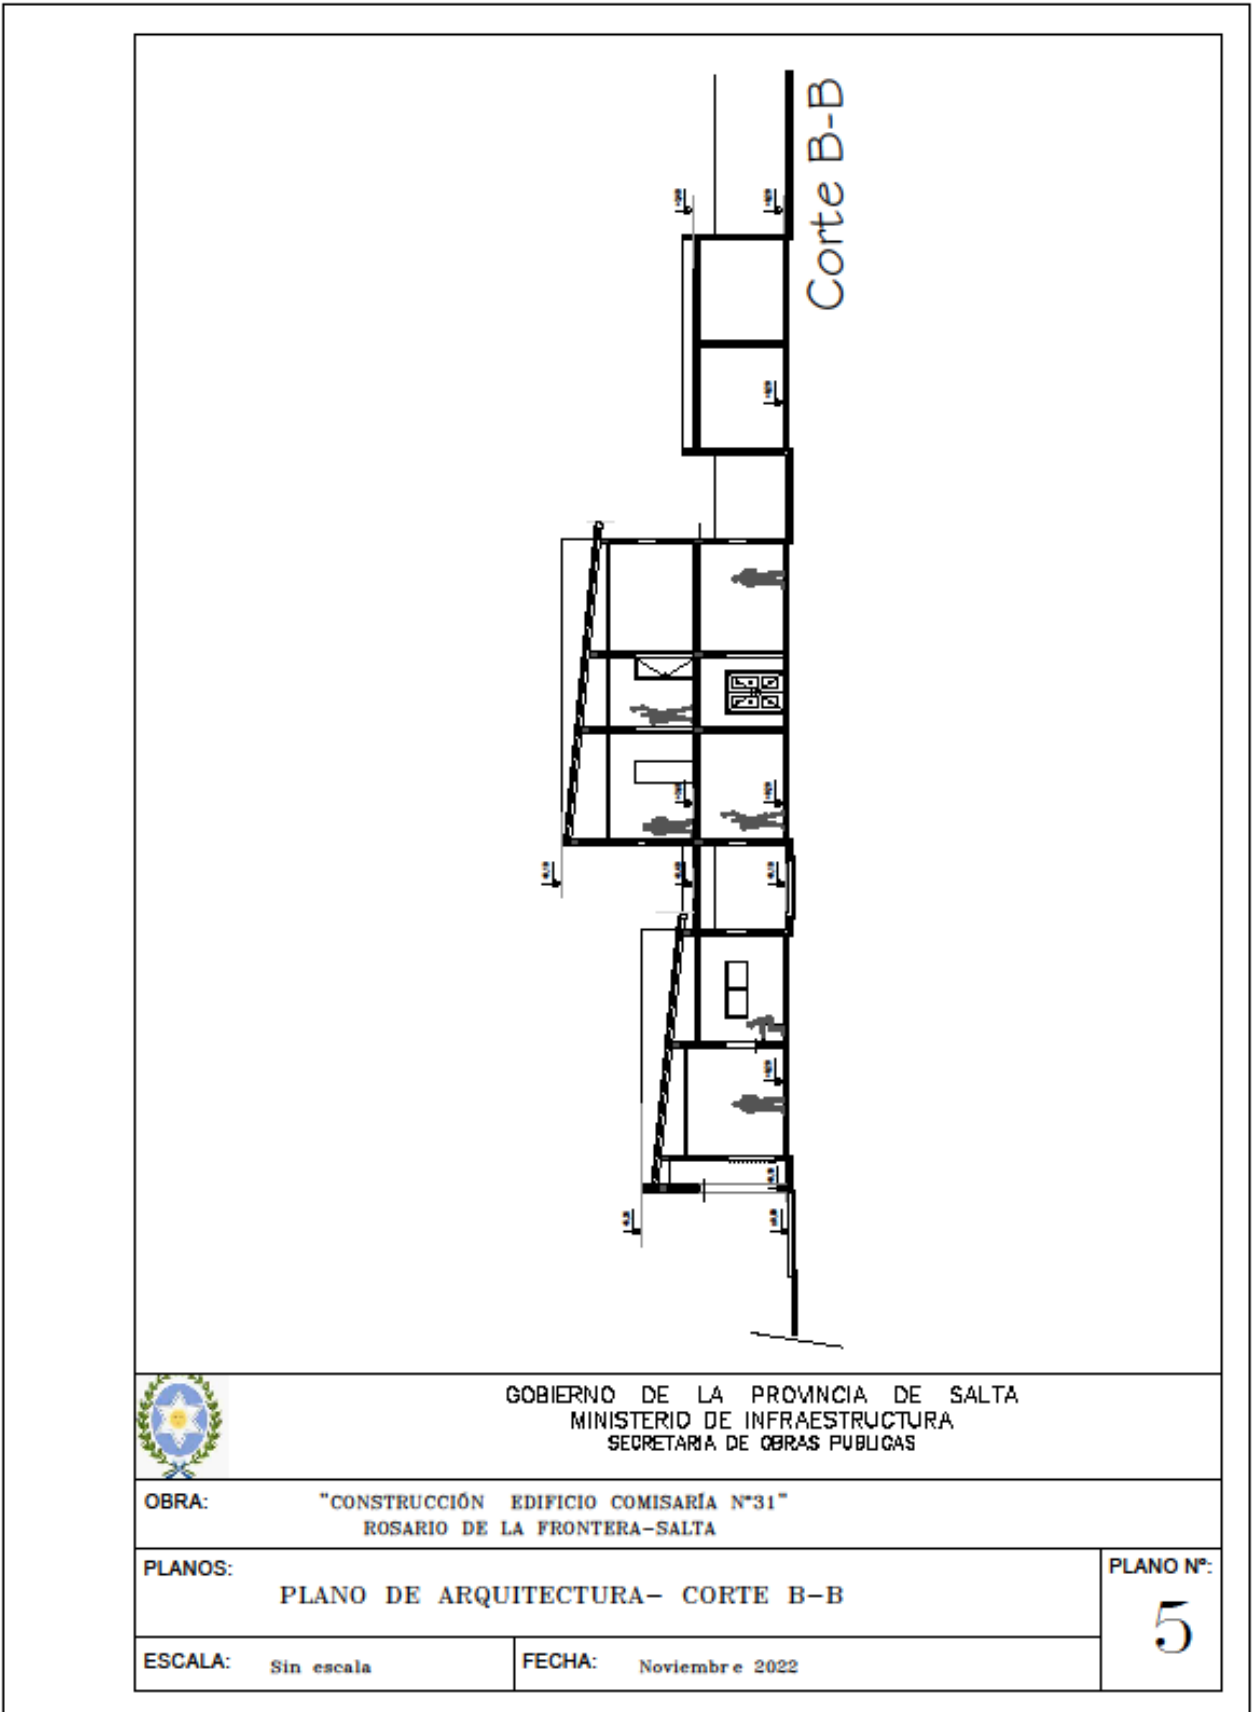 Corte B-B
GOBIERNO DE LA PROVINCIA DE SALTA
MINISTERIO DE INFRAESTRUCTURA
SECRETARIA DE OBRAS PUBLICAS
OBRA:
"CONSTRUCCIÓN EDIFICIO COMISARÍA N°31"
ROSARIO DE LA FRONTERA-SALTA
PLANOS:
PLANO DE ARQUITECTURA- CORTE B-B
PLANO Nº:
5
ESCALA: Sin escala
FECHA: Noviembre 2022